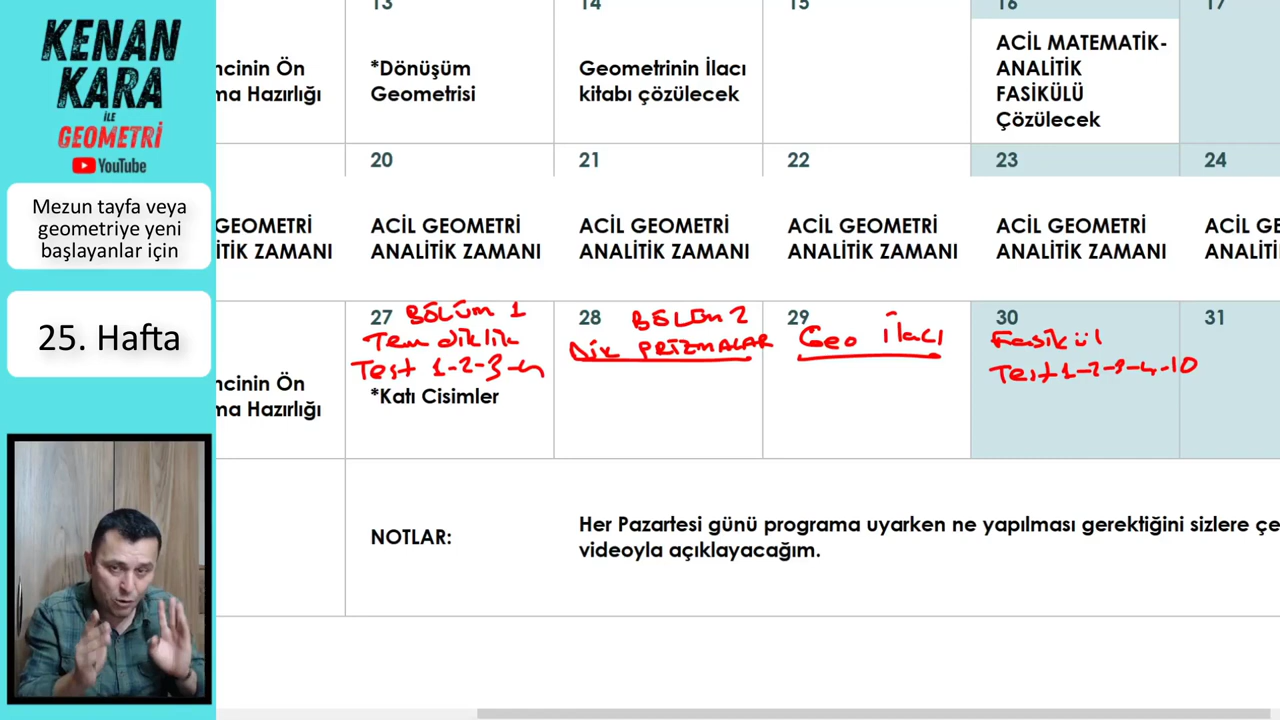 KENAN
KARA
İLE
GEOMETRİ
YouTube
Mezun tayfa veya
geometriye yeni
başlayanlar için
25. Hafta
13
14
15
16
17
ncinin Ön
ma Hazırlığı
*Dönüşüm
Geometrisi
Geometrinin İlacı
kitabı çözülecek
ACİL MATEMATİK-
ANALİTİK
FASİKÜLÜ
Çözülecek
20
21
22
23
24
GEOMETRİ
İTİK ZAMANI
ACİL GEOMETRİ
ANALİTİK ZAMANI
ACİL GEOMETRİ
ANALİTİK ZAMANI
ACİL GEOMETRİ
ANALİTİK ZAMANI
ACİL GEOMETRİ
ANALİTİK ZAMANI
ACİL GE
ANALİTİ
27
BÖLÜM 1
Tem diklik
Test 1-2-3-4
*Katı Cisimler
28
BÖLÜM 2
Dik PRİZMALAR
29
Geo İlacı
30
Fasikül
Test 1-2-3-4-10
31
ncinin Ön
ma Hazırlığı
NOTLAR:
Her Pazartesi günü programa uyarken ne yapılması gerektiğini sizlere çe
videoyla açıklayacağım.